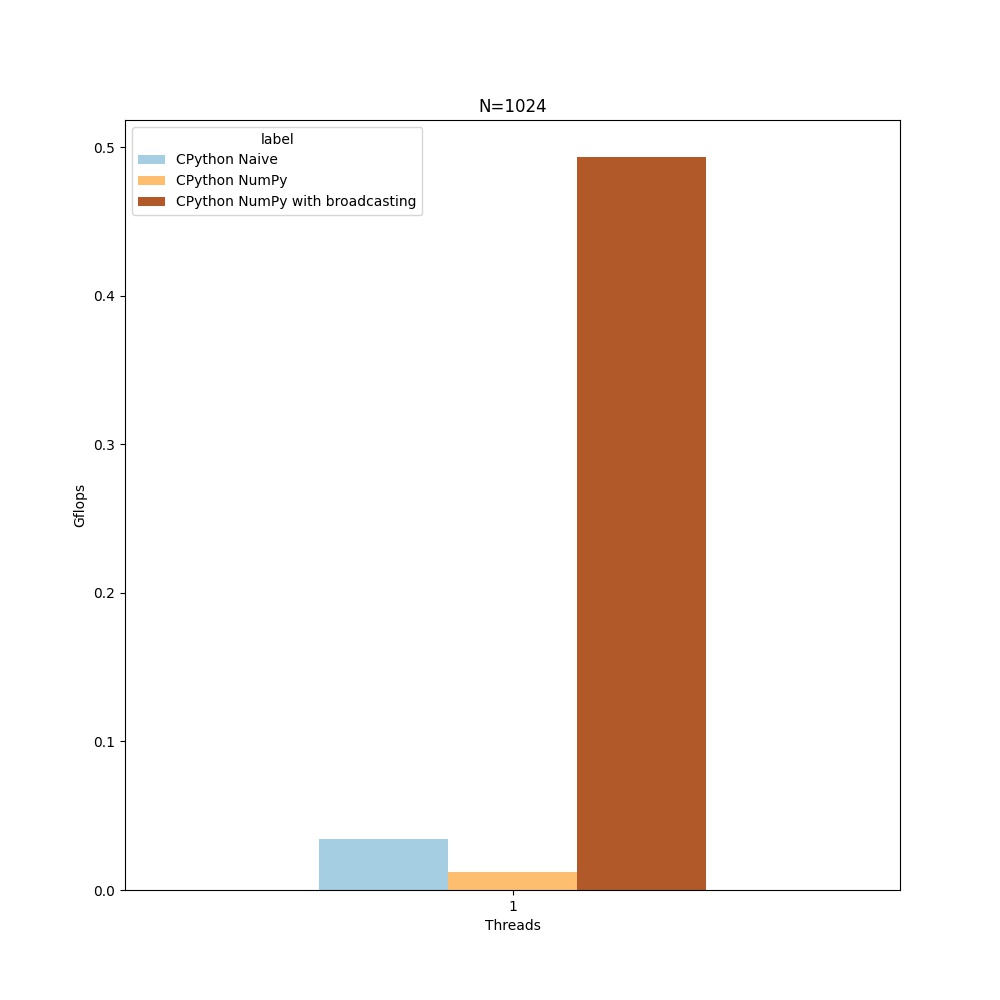 N=1024
label
CPython Naive
CPython NumPy
CPython NumPy with broadcasting
0.5
0.4
0.3
0.2
0.1
0.0
Gflops
1
Threads